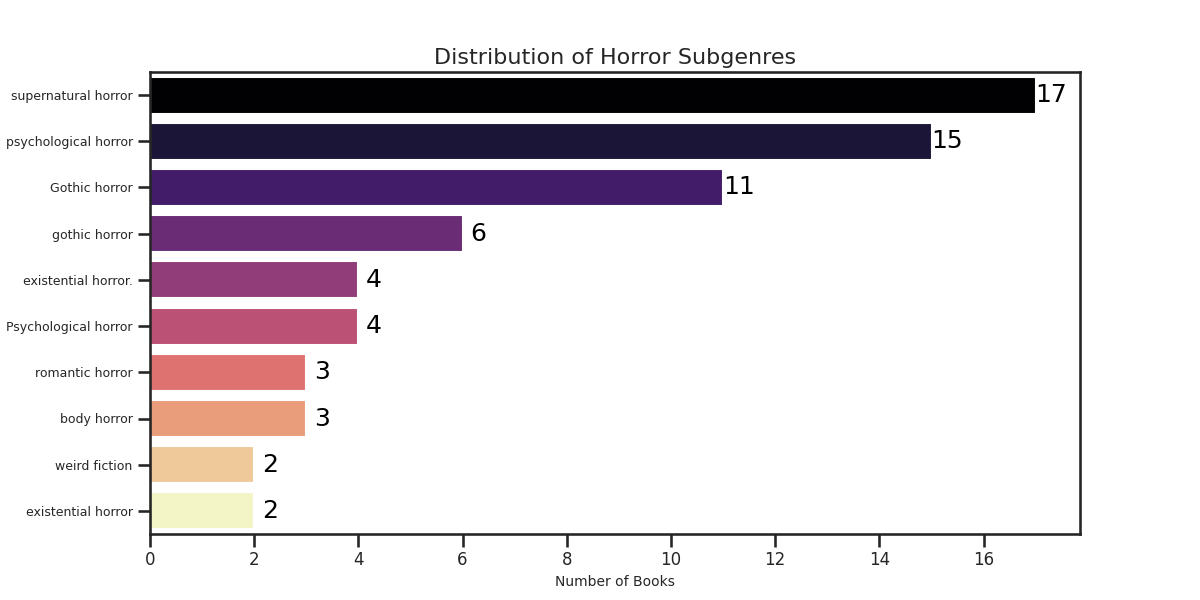 Distribution of Horror Subgenres
supernatural horror 17
psychological horror 15
Gothic horror 11
gothic horror 6
existential horror. 4
Psychological horror 4
romantic horror 3
body horror 3
weird fiction 2
existential horror 2
0 2 4 6 8 10 12 14 16
Number of Books